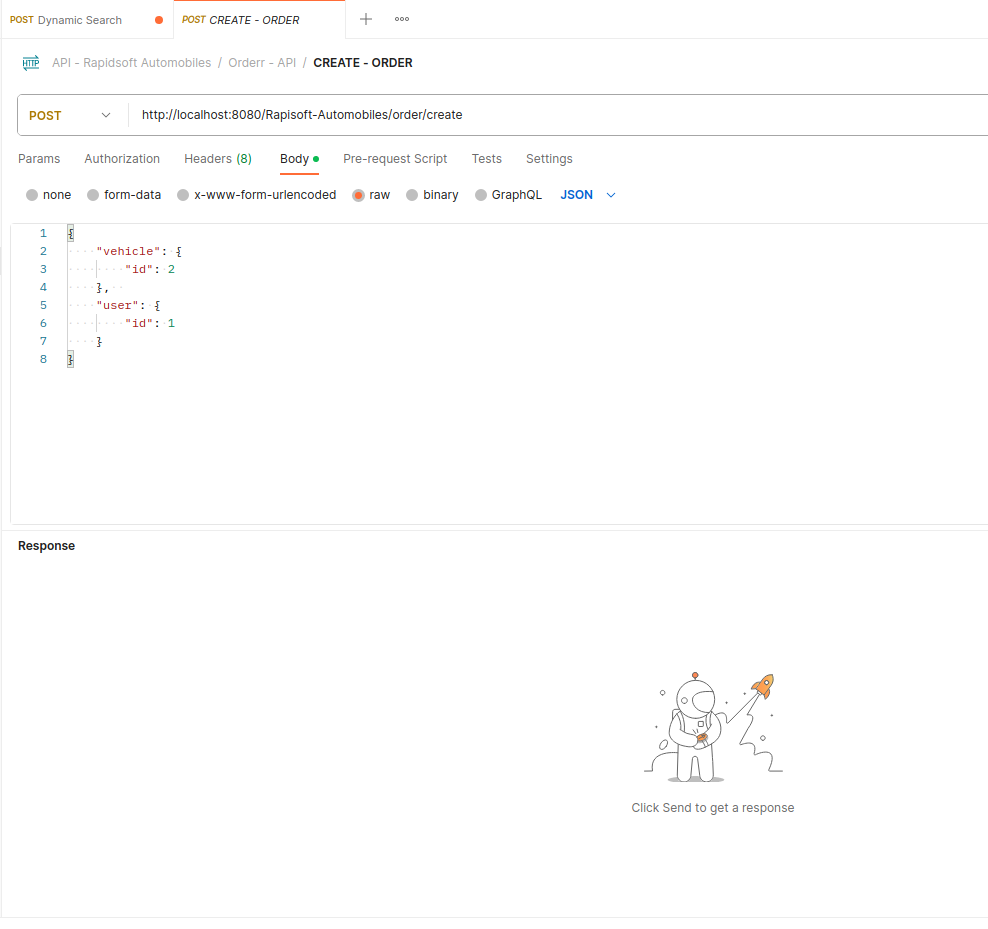 POST Dynamic Search
POST CREATE - ORDER
HTTP API - Rapidsoft Automobiles / Orderr - API / CREATE - ORDER
POST http://localhost:8080/Rapisoft-Automobiles/order/create
Params Authorization Headers (8) Body Pre-request Script Tests Settings
none form-data x-www-form-urlencoded raw binary GraphQL JSON
1 {
2 "vehicle": {
3 "id": 2
4 },
5 "user": {
6 "id": 1
7 }
8 }
Response
Click Send to get a response